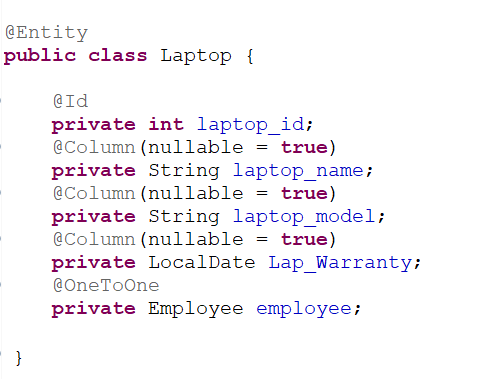 @Entity
public class Laptop {
@Id
private int laptop_id;
@Column(nullable = true)
private String laptop_name;
@Column(nullable = true)
private String laptop_model;
@Column(nullable = true)
private LocalDate Lap_Warranty;
@OneToOne
private Employee employee;
}